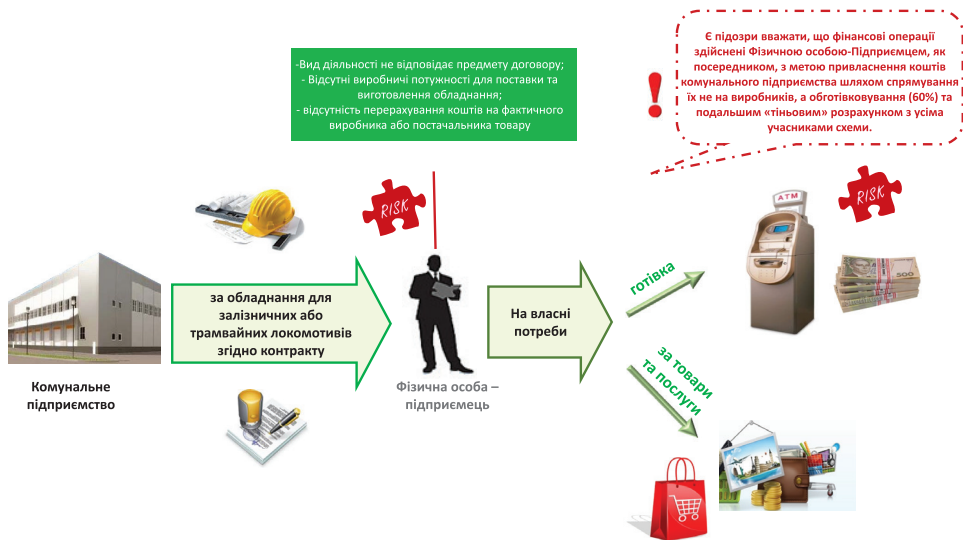 -Вид діяльності не відповідає предмету договору;
- Відсутні виробничі потужності для поставки та
виготовлення обладнання;
- відсутність перерахування коштів на фактичного
виробника або постачальника товару
Є підозри вважати, що фінансові операції
здійснені Фізичною особою-Підприємцем, як
посередником, з метою привласнення коштів
комунального підприємства шляхом спрямування
їх не на виробників, а обготівковування (60%) та
подальшим «тіньовим» розрахунком з усіма
учасниками схеми.
RISK
ATM
RISK
500
готівка
за обладнання для
залізничних або
трамвайних локомотивів
згідно контракту
На власні
потреби
Комунальне
підприємство
Фізична особа –
підприємець
за товари
та послуги